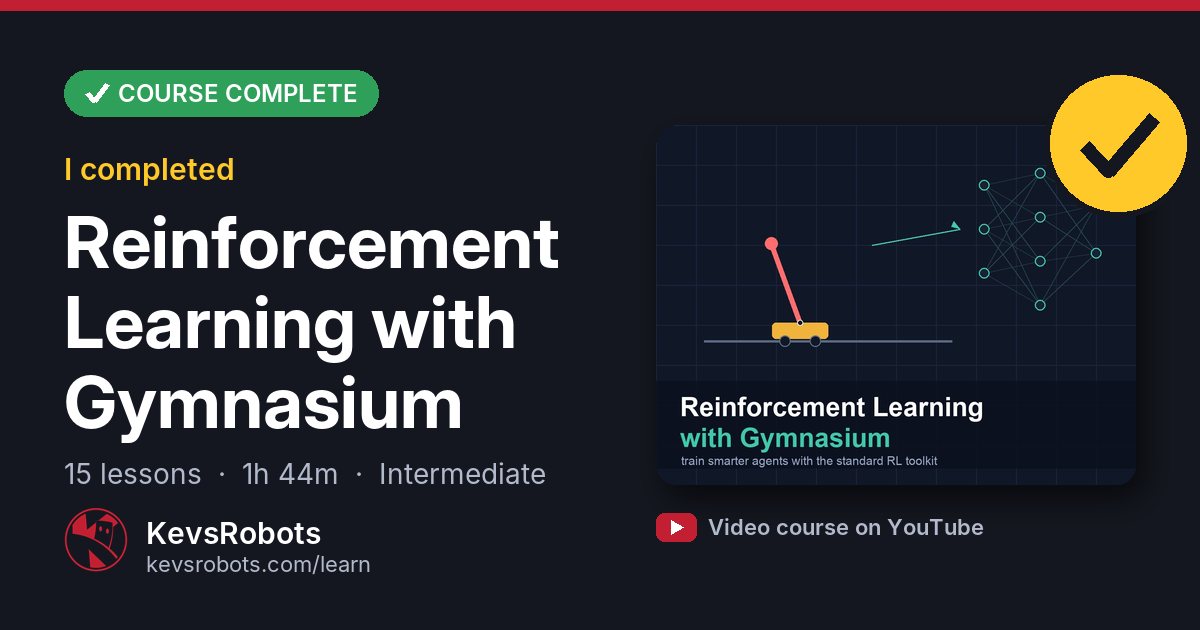 COURSE COMPLETE
I completed
Reinforcement
Learning with
Gymnasium
15 lessons · 1h 44m · Intermediate
KevsRobots
kevsrobots.com/learn
Reinforcement Learning
with Gymnasium
train smarter agents with the standard RL toolkit
Video course on YouTube